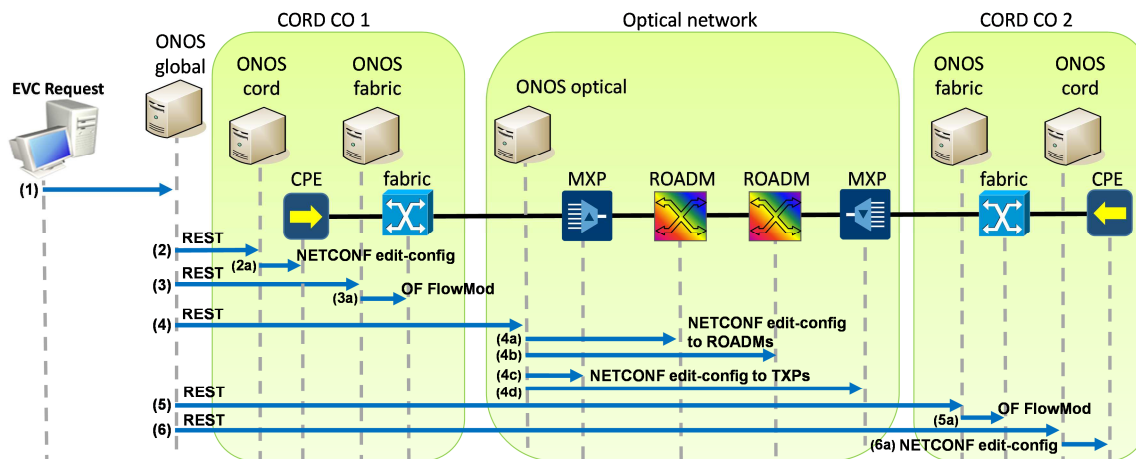 CORD CO 1
Optical network
CORD CO 2
ONOS
global
ONOS
cord
ONOS
fabric
ONOS optical
ONOS
fabric
ONOS
cord
EVC Request
CPE
fabric
MXP
ROADM
ROADM
MXP
fabric
CPE
(1)
(2) REST
(2a) NETCONF edit-config
(3) REST
(3a) OF FlowMod
(4) REST
(4a) NETCONF edit-config
to ROADMs
(4b)
(4c) NETCONF edit-config to TXPs
(4d)
(5) REST
(5a) OF FlowMod
(6) REST
(6a) NETCONF edit-config